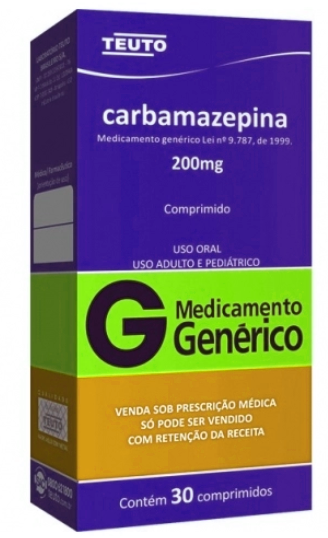 TEUTO
carbamazepina
Medicamento genérico Lei nº 9.787, de 1999.
200mg
Comprimido
USO ORAL
USO ADULTO E PEDIÁTRICO
G Medicamento
Genérico
VENDA SOB PRESCRIÇÃO MÉDICA
SÓ PODE SER VENDIDO
COM RETENÇÃO DA RECEITA
Contém 30 comprimidos